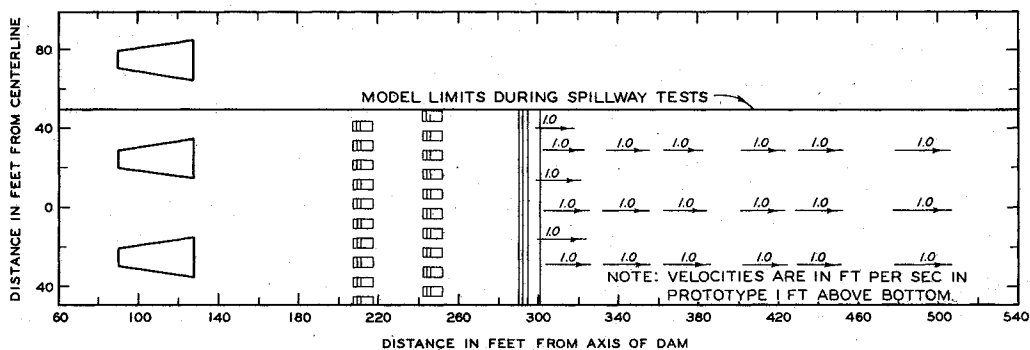 DISTANCE IN FEET FROM CENTERLINE
80
40
0
40
MODEL LIMITS DURING SPILLWAY TESTS
1.0
1.0 1.0 1.0 1.0 1.0 1.0
1.0
1.0 1.0 1.0 1.0 1.0 1.0
1.0
1.0 1.0 1.0 1.0 1.0 1.0
NOTE: VELOCITIES ARE IN FT PER SEC IN
PROTOTYPE 1 FT ABOVE BOTTOM.
60 100 140 180 220 260 300 340 380 420 460 500 540
DISTANCE IN FEET FROM AXIS OF DAM